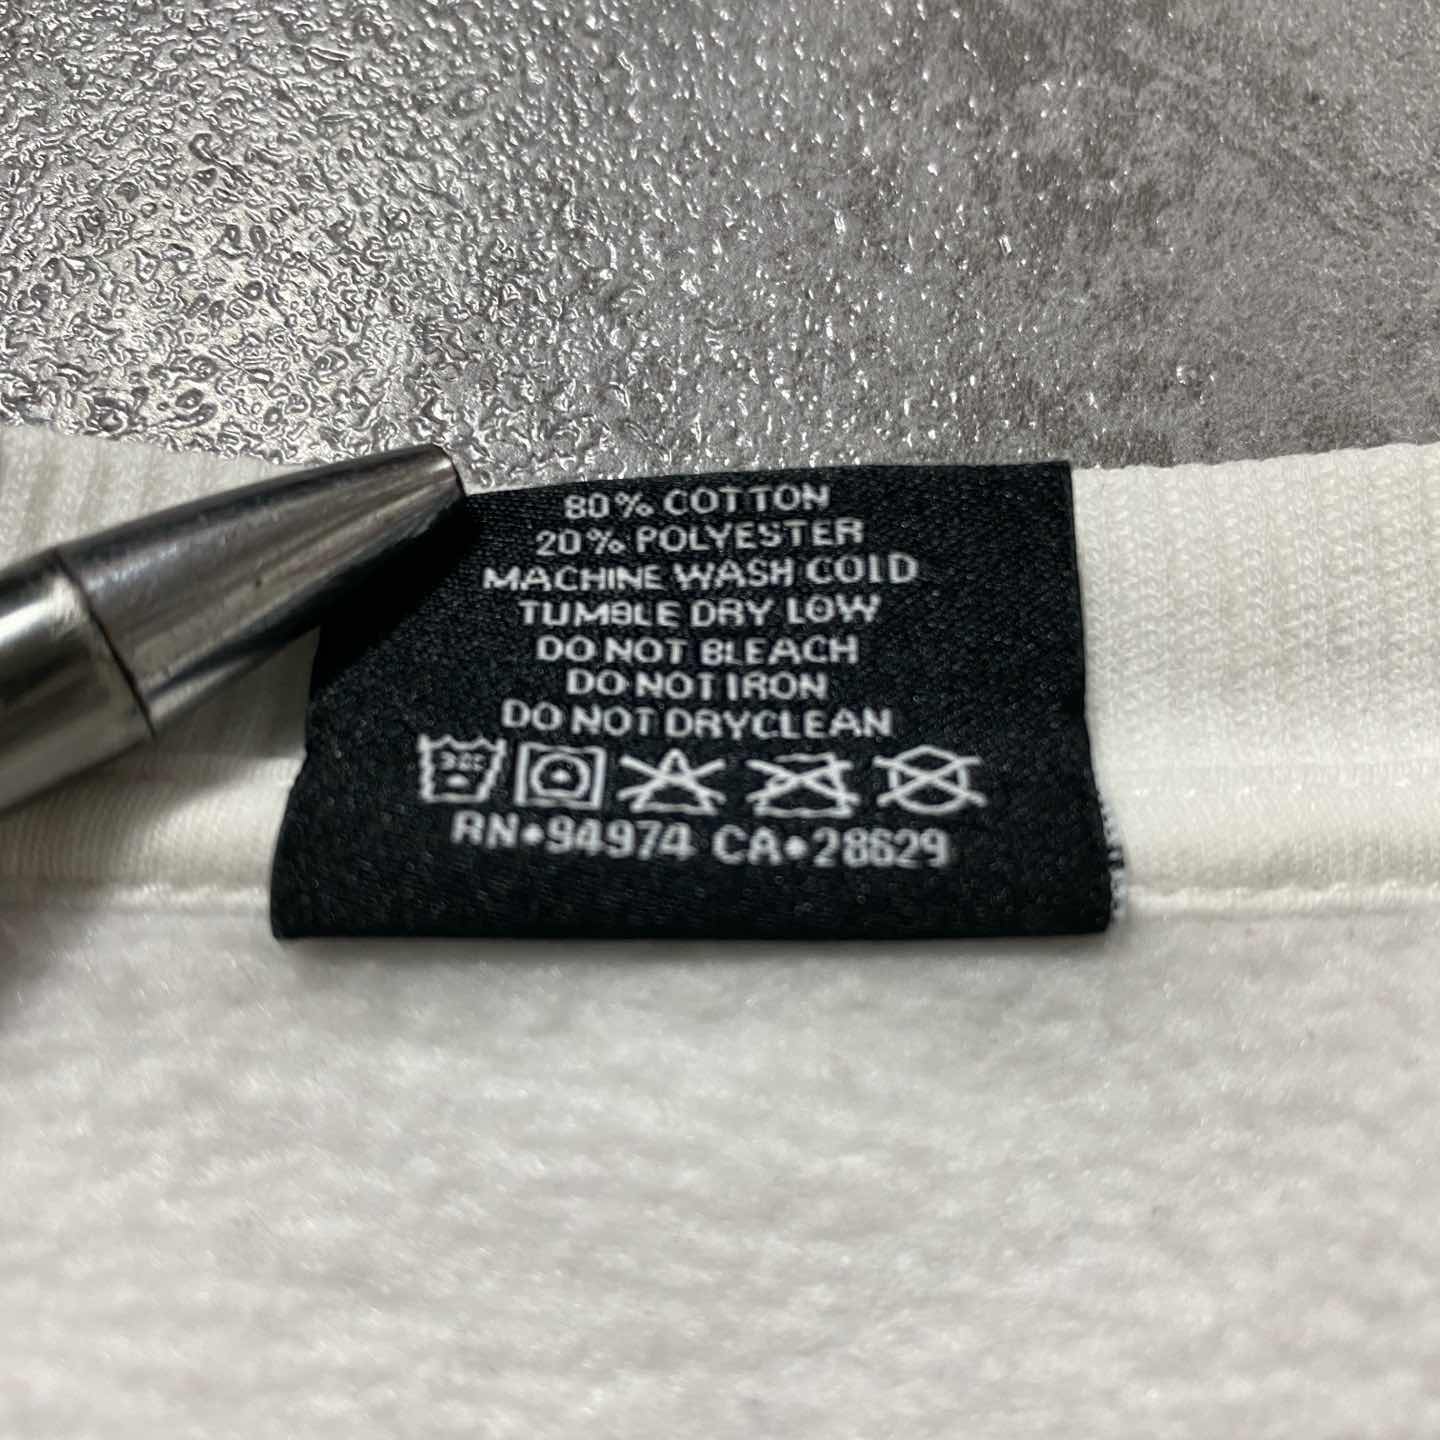 80% COTTON
20% POLYESTER
MACHINE WASH COLD
TUMBLE DRY LOW
DO NOT BLEACH
DO NOT IRON
DO NOT DRYCLEAN
RN•94974 CA•28629